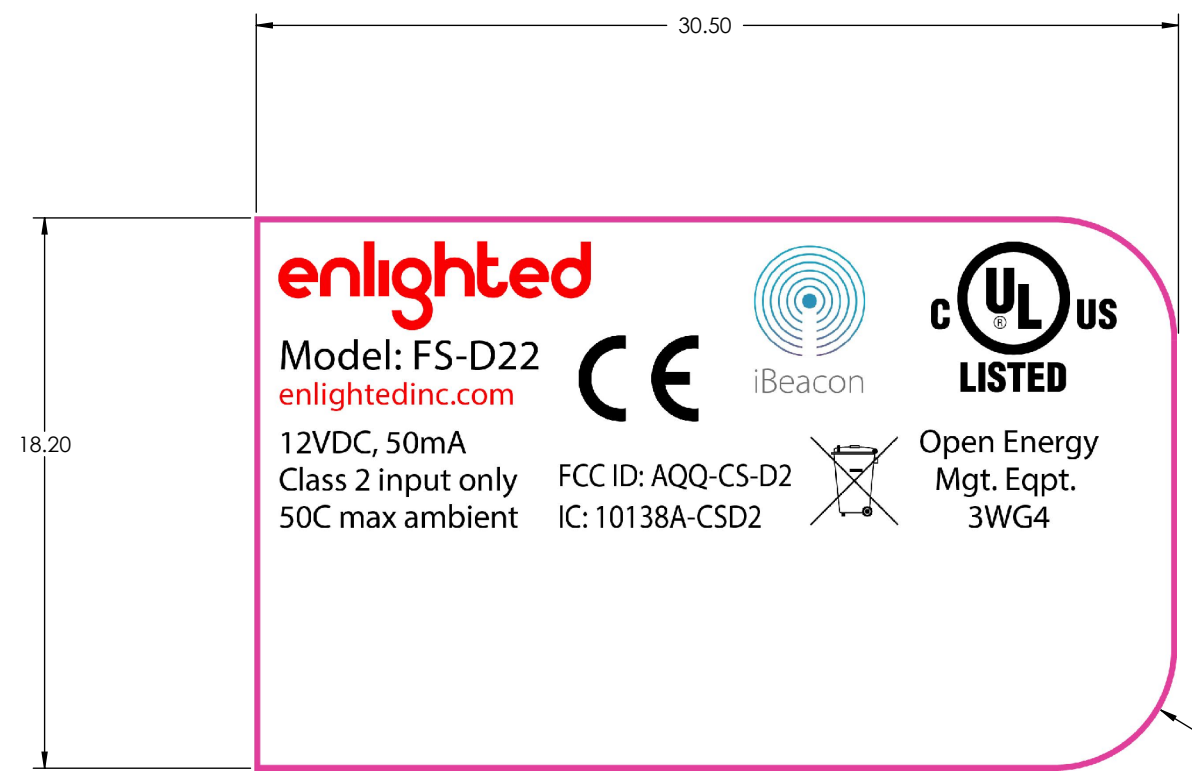 30.50
18.20
enlighted
Model: FS-D22
enlightedinc.com
CE
iBeacon
C UL US
®
LISTED
12VDC, 50mA
Class 2 input only
50C max ambient
FCC ID: AQQ-CS-D2
IC: 10138A-CSD2
Open Energy
Mgt. Eqpt.
3WG4